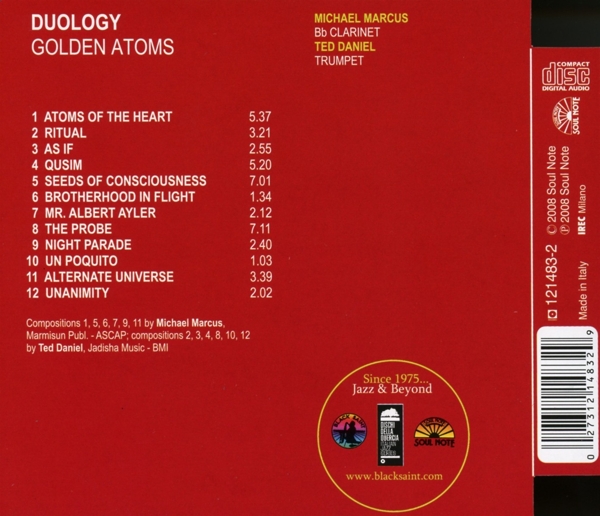 DUOLOGY
GOLDEN ATOMS
MICHAEL MARCUS
Bb CLARINET
TED DANIEL
TRUMPET
1 ATOMS OF THE HEART 5.37
2 RITUAL 3.21
3 AS IF 2.55
4 QUSIM 5.20
5 SEEDS OF CONSCIOUSNESS 7.01
6 BROTHERHOOD IN FLIGHT 1.34
7 MR. ALBERT AYLER 2.12
8 THE PROBE 7.11
9 NIGHT PARADE 2.40
10 UN POQUITO 1.03
11 ALTERNATE UNIVERSE 3.39
12 UNANIMITY 2.02
Compositions 1, 5, 6, 7, 9, 11 by Michael Marcus,
Marmisun Publ. - ASCAP; compositions 2, 3, 4, 8, 10, 12
by Ted Daniel, Jadisha Music - BMI
Since 1975...
Jazz & Beyond
BLACK SAINT
DISCHI
DELLA
QUERCIA
SOUL NOTE
www.blacksaint.com
COMPACT
disc
DIGITAL AUDIO
SOUL NOTE
© 2008 Soul Note
℗ 2008 Soul Note
IREC Milano
121483-2
Made in Italy
0 27312 14832 9